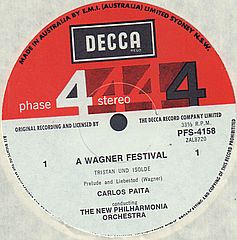 MADE IN AUSTRALIA BY E.M.I. (AUSTRALIA) LIMITED SYDNEY N.S.W.
DECCA
phase 4 stereo
ORIGINAL RECORDING AND LICENSED BY
THE DECCA RECORD COMPANY LIMITED
33⅓ R.P.M.
PFS-4158
ZAL8720
1
1
A WAGNER FESTIVAL
TRISTAN UND ISOLDE
Prelude and Liebestod (Wagner)
CARLOS PAITA
conducting
THE NEW PHILHARMONIA
ORCHESTRA